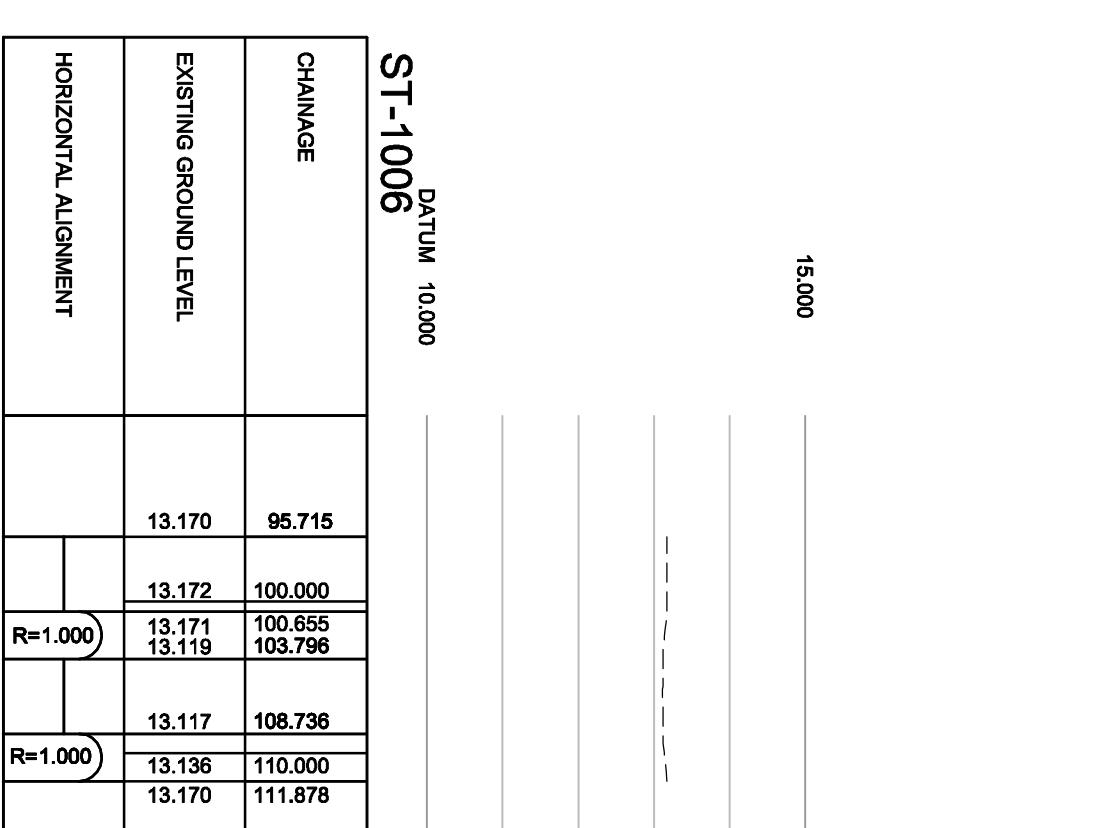 ST-1006
DATUM 10.000
15.000
CHAINAGE
EXISTING GROUND LEVEL
HORIZONTAL ALIGNMENT
13.170 95.715
13.172 100.000
R=1.000 13.171 100.655
13.119 103.796
13.117 108.736
R=1.000 13.136 110.000
13.170 111.878